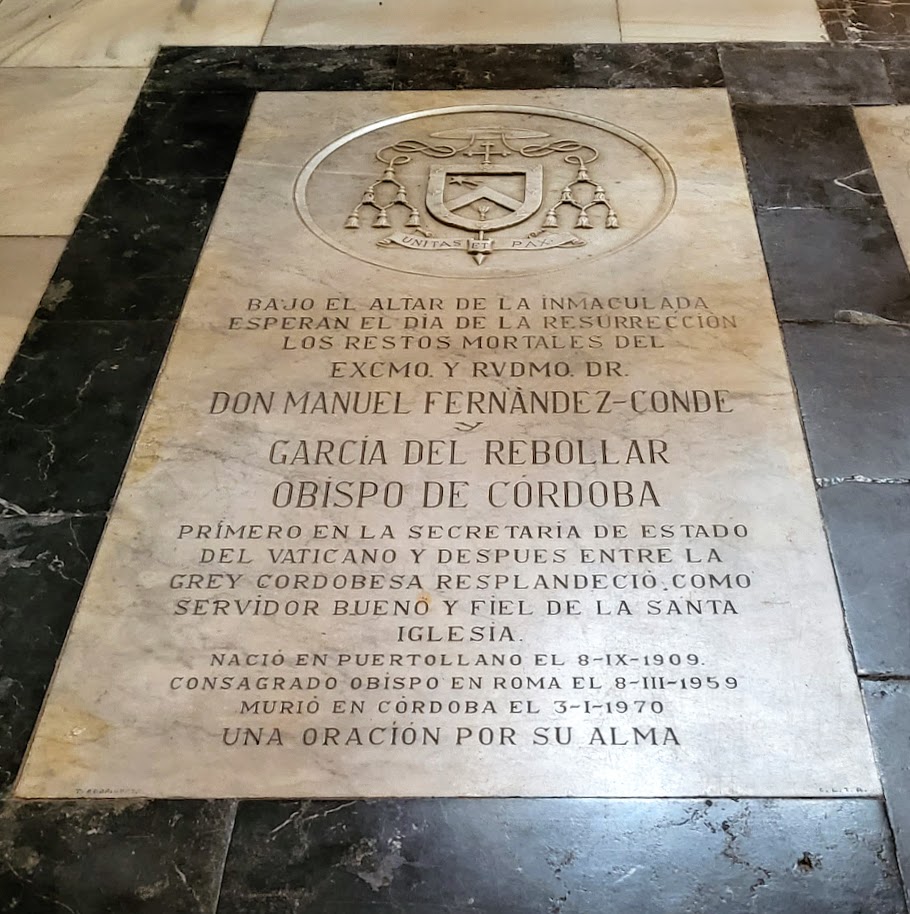 UNITAS ET PAX
BAJO EL ALTAR DE LA INMACULADA
ESPERAN EL DÍA DE LA RESURRECCIÓN
LOS RESTOS MORTALES DEL
EXCMO. Y RVDMO. DR.
DON MANUEL FERNÀNDEZ-CONDE
Y
GARCÍA DEL REBOLLAR
OBISPO DE CÓRDOBA
PRIMERO EN LA SECRETARÍA DE ESTADO
DEL VATICANO Y DESPUES ENTRE LA
GREY CORDOBESA RESPLANDECIÓ COMO
SERVIDOR BUENO Y FIEL DE LA SANTA
IGLESIA.
NACIÓ EN PUERTOLLANO EL 8-IX-1909.
CONSAGRADO OBISPO EN ROMA EL 8-III-1959
MURIÓ EN CÓRDOBA EL 3-I-1970
UNA ORACIÓN POR SU ALMA